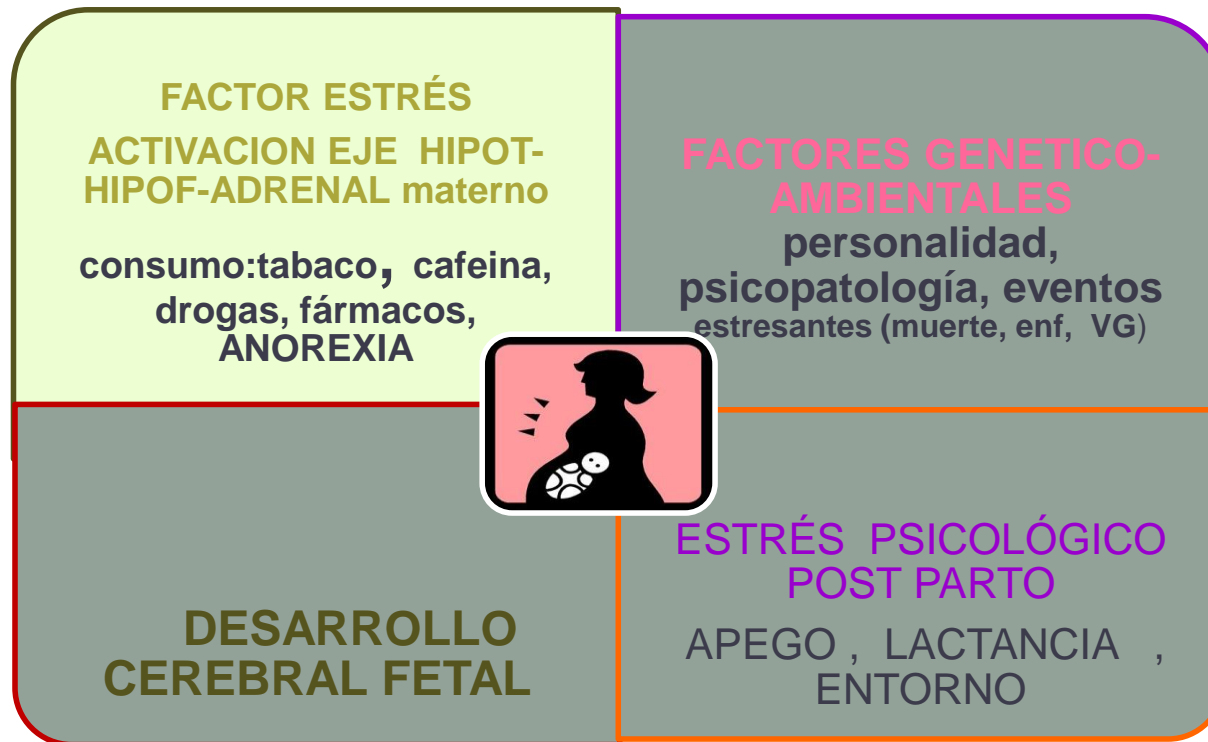 FACTOR ESTRÉS
ACTIVACION EJE HIPOT-
HIPOF-ADRENAL materno
consumo:tabaco, cafeina,
drogas, fármacos,
ANOREXIA
FACTORES GENETICO-
AMBIENTALES
personalidad,
psicopatología, eventos
estresantes (muerte, enf, VG)
DESARROLLO
CEREBRAL FETAL
ESTRÉS PSICOLÓGICO
POST PARTO
APEGO , LACTANCIA ,
ENTORNO